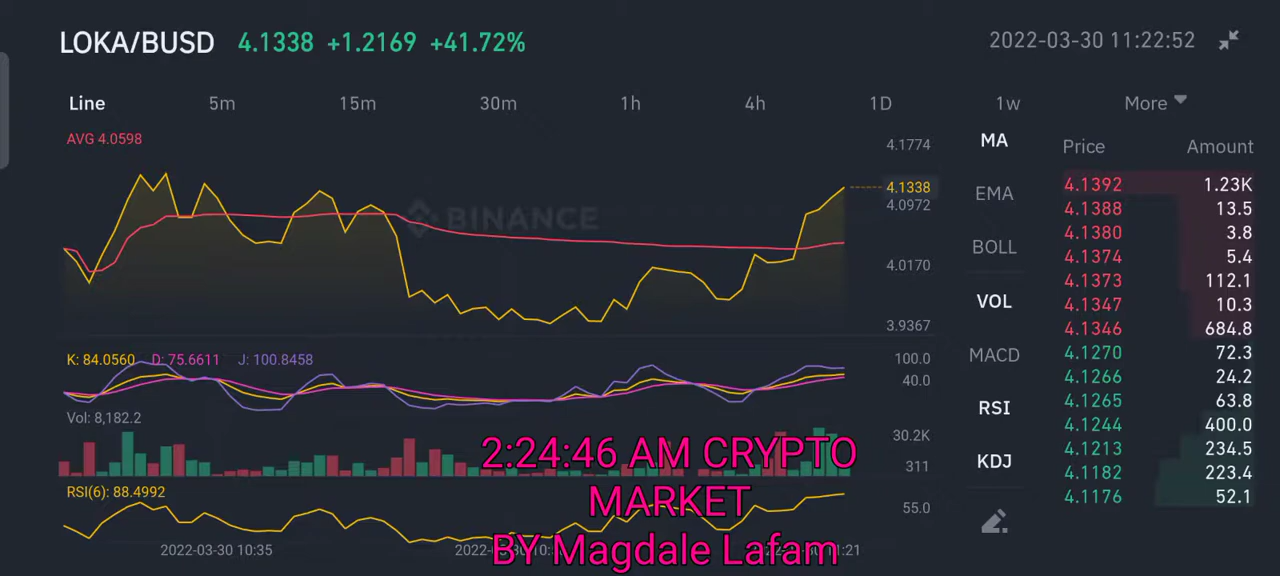 LOKA/BUSD 4.1338 +1.2169 +41.72% 2022-03-30 11:22:52
Line 5m 15m 30m 1h 4h 1D 1w More
AVG 4.0598
4.1774
4.1338
4.0972
4.0170
3.9367
BINANCE
K: 84.0560 D: 75.6611 J: 100.8458
100.0
40.0
Vol: 8,182.2
30.2K
311
RSI(6): 88.4992
55.0
2022-03-30 10:35
MA
EMA
BOLL
VOL
MACD
RSI
KDJ
Price Amount
4.1392 1.23K
4.1388 13.5
4.1380 3.8
4.1374 5.4
4.1373 112.1
4.1347 10.3
4.1346 684.8
4.1270 72.3
4.1266 24.2
4.1265 63.8
4.1244 400.0
4.1213 234.5
4.1182 223.4
4.1176 52.1
2:24:46 AM CRYPTO
MARKET
BY Magdale Lafam